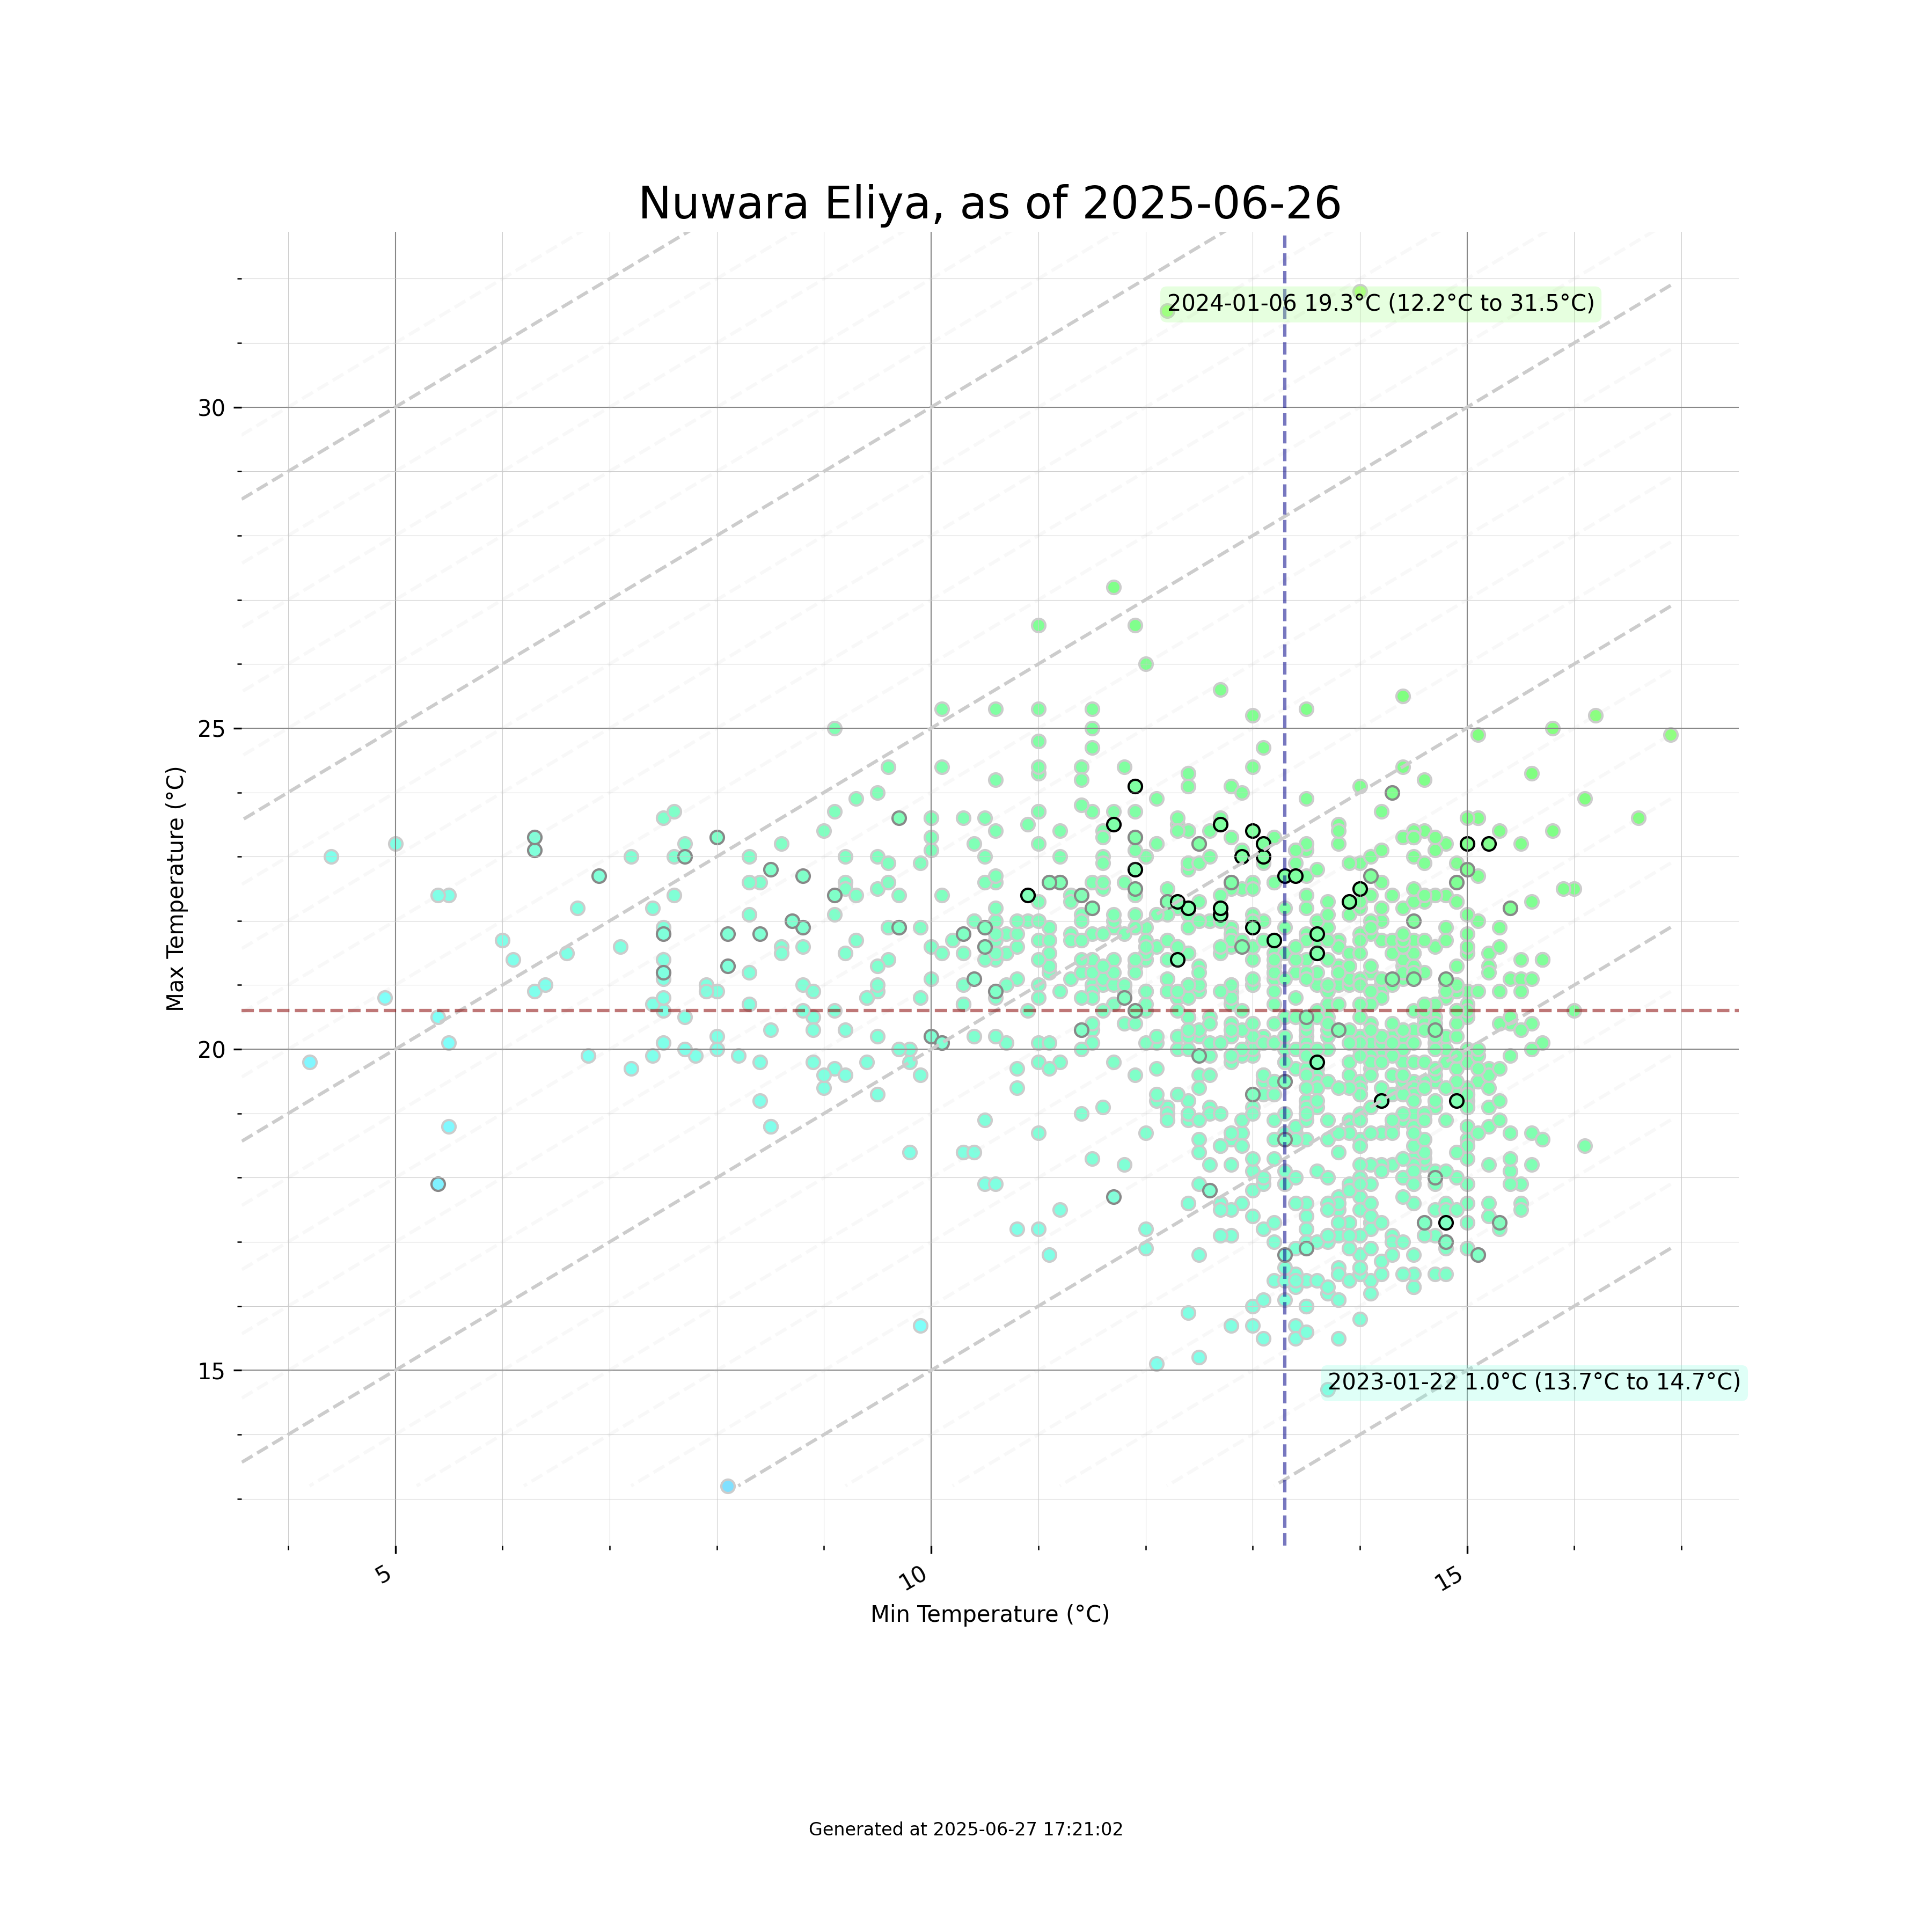 Nuwara Eliya, as of 2025-06-26
2024-01-06 19.3°C (12.2°C to 31.5°C)
30
25
Max Temperature (°C)
20
15
2023-01-22 1.0°C (13.7°C to 14.7°C)
5
10
15
Min Temperature (°C)
Generated at 2025-06-27 17:21:02